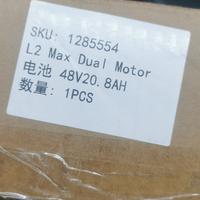 SKU: 1285554
L2 Max Dual Motor
电池 48V20.8AH
数量: 1PCS